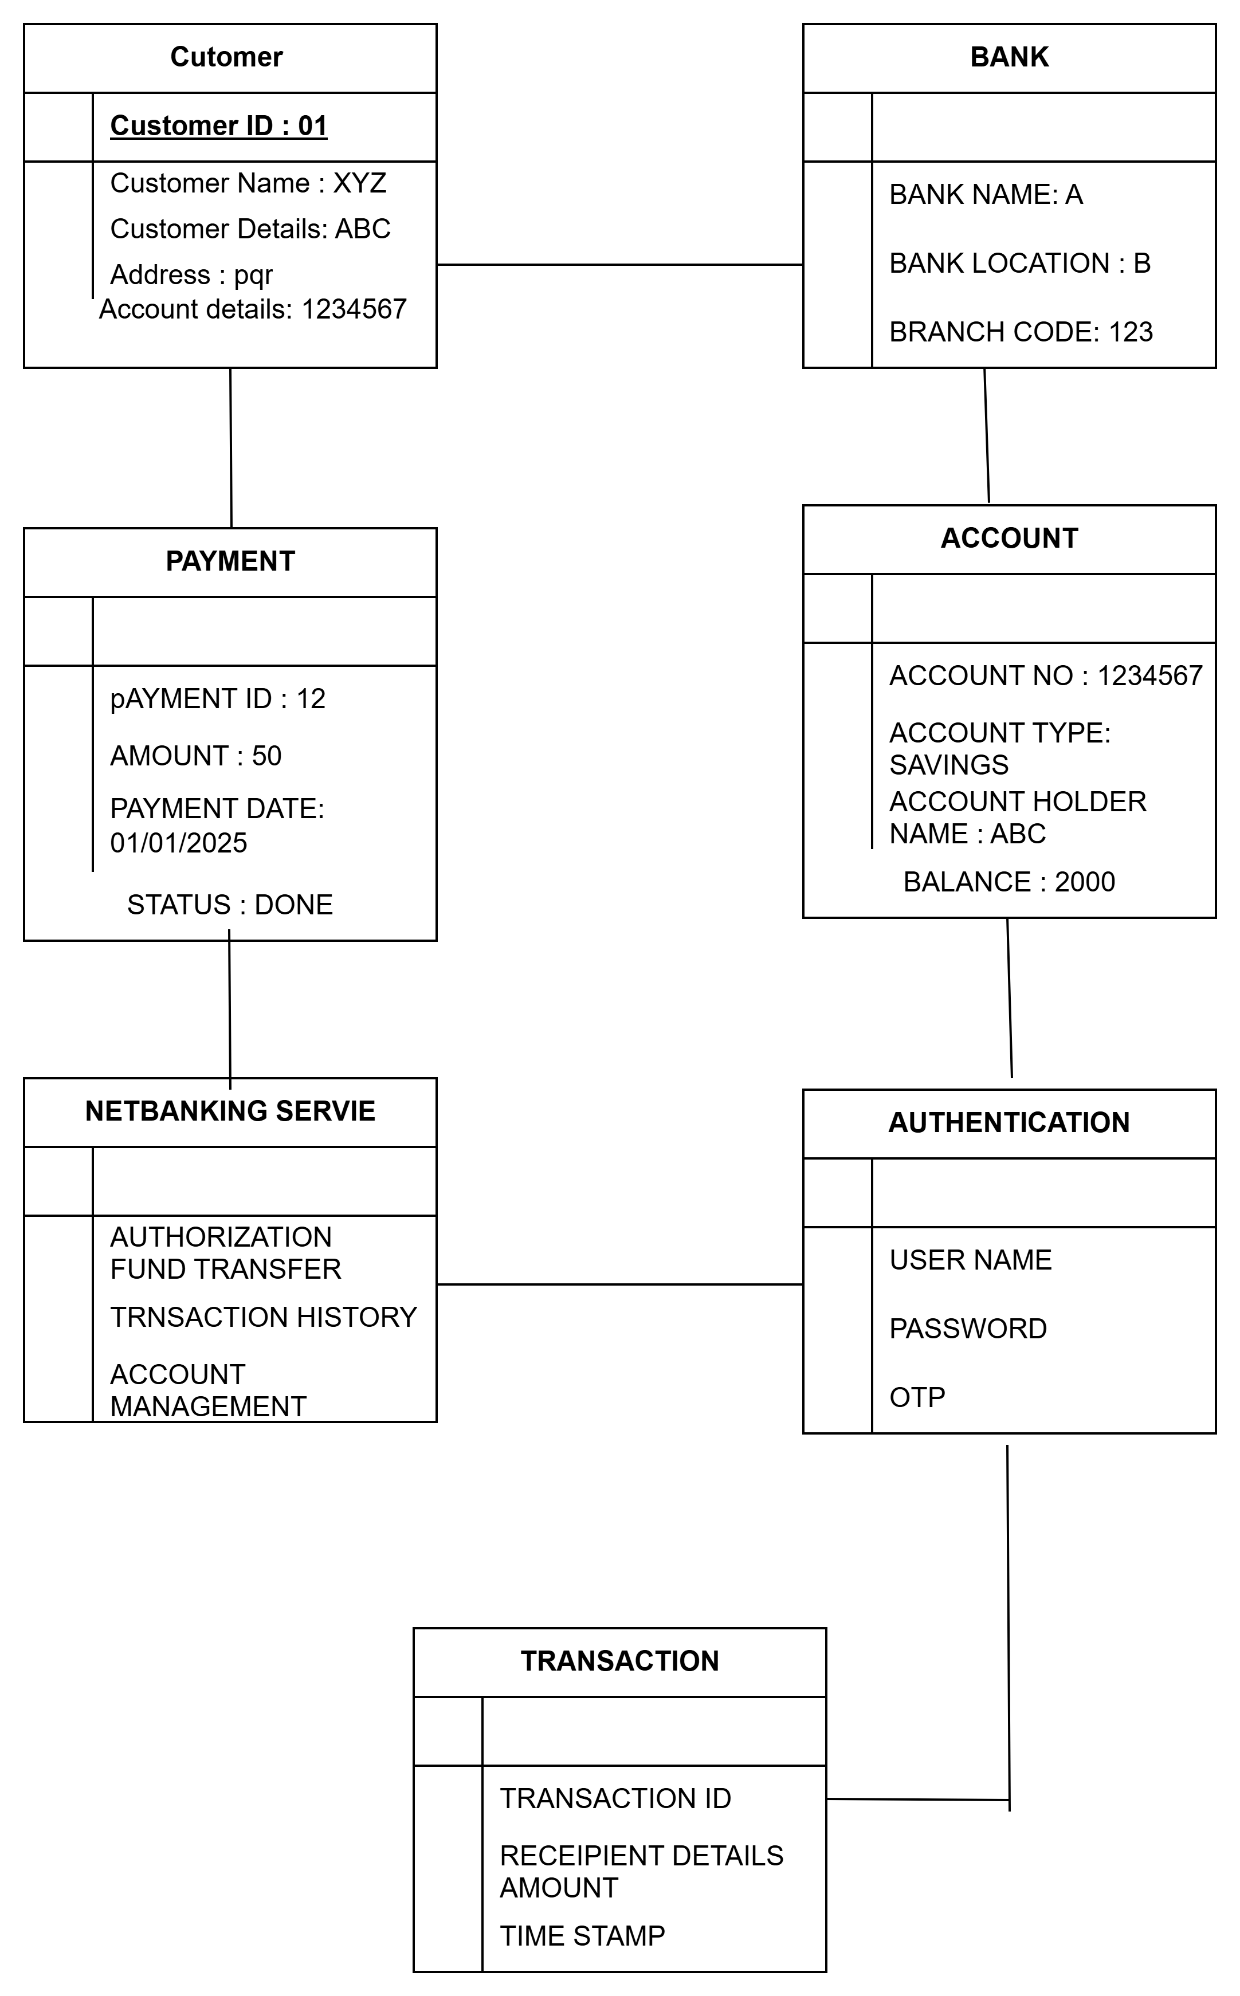 Cutomer
Customer ID : 01
Customer Name : XYZ
Customer Details: ABC
Address : pqr
Account details: 1234567
BANK
BANK NAME: A
BANK LOCATION : B
BRANCH CODE: 123
PAYMENT
pAYMENT ID : 12
AMOUNT : 50
PAYMENT DATE:
01/01/2025
STATUS : DONE
ACCOUNT
ACCOUNT NO : 1234567
ACCOUNT TYPE:
SAVINGS
ACCOUNT HOLDER
NAME : ABC
BALANCE : 2000
NETBANKING SERVIE
AUTHORIZATION
FUND TRANSFER
TRNSACTION HISTORY
ACCOUNT
MANAGEMENT
AUTHENTICATION
USER NAME
PASSWORD
OTP
TRANSACTION
TRANSACTION ID
RECEIPIENT DETAILS
AMOUNT
TIME STAMP